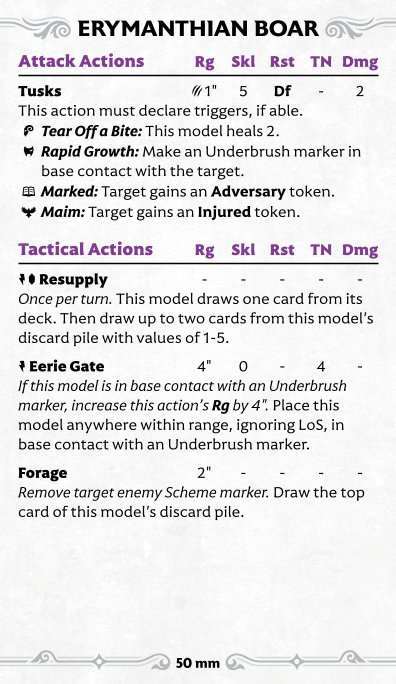 ERYMANTHIAN BOAR
Attack Actions Rg Skl Rst TN Dmg
Tusks 1" 5 Df - 2
This action must declare triggers, if able.
Tear Off a Bite: This model heals 2.
Rapid Growth: Make an Underbrush marker in
base contact with the target.
Marked: Target gains an Adversary token.
Maim: Target gains an Injured token.
Tactical Actions Rg Skl Rst TN Dmg
Resupply - - - - -
Once per turn. This model draws one card from its
deck. Then draw up to two cards from this model's
discard pile with values of 1-5.
Eerie Gate 4" 0 - 4 -
If this model is in base contact with an Underbrush
marker, increase this action's Rg by 4". Place this
model anywhere within range, ignoring LoS, in
base contact with an Underbrush marker.
Forage 2" - - - -
Remove target enemy Scheme marker. Draw the top
card of this model's discard pile.
50 mm